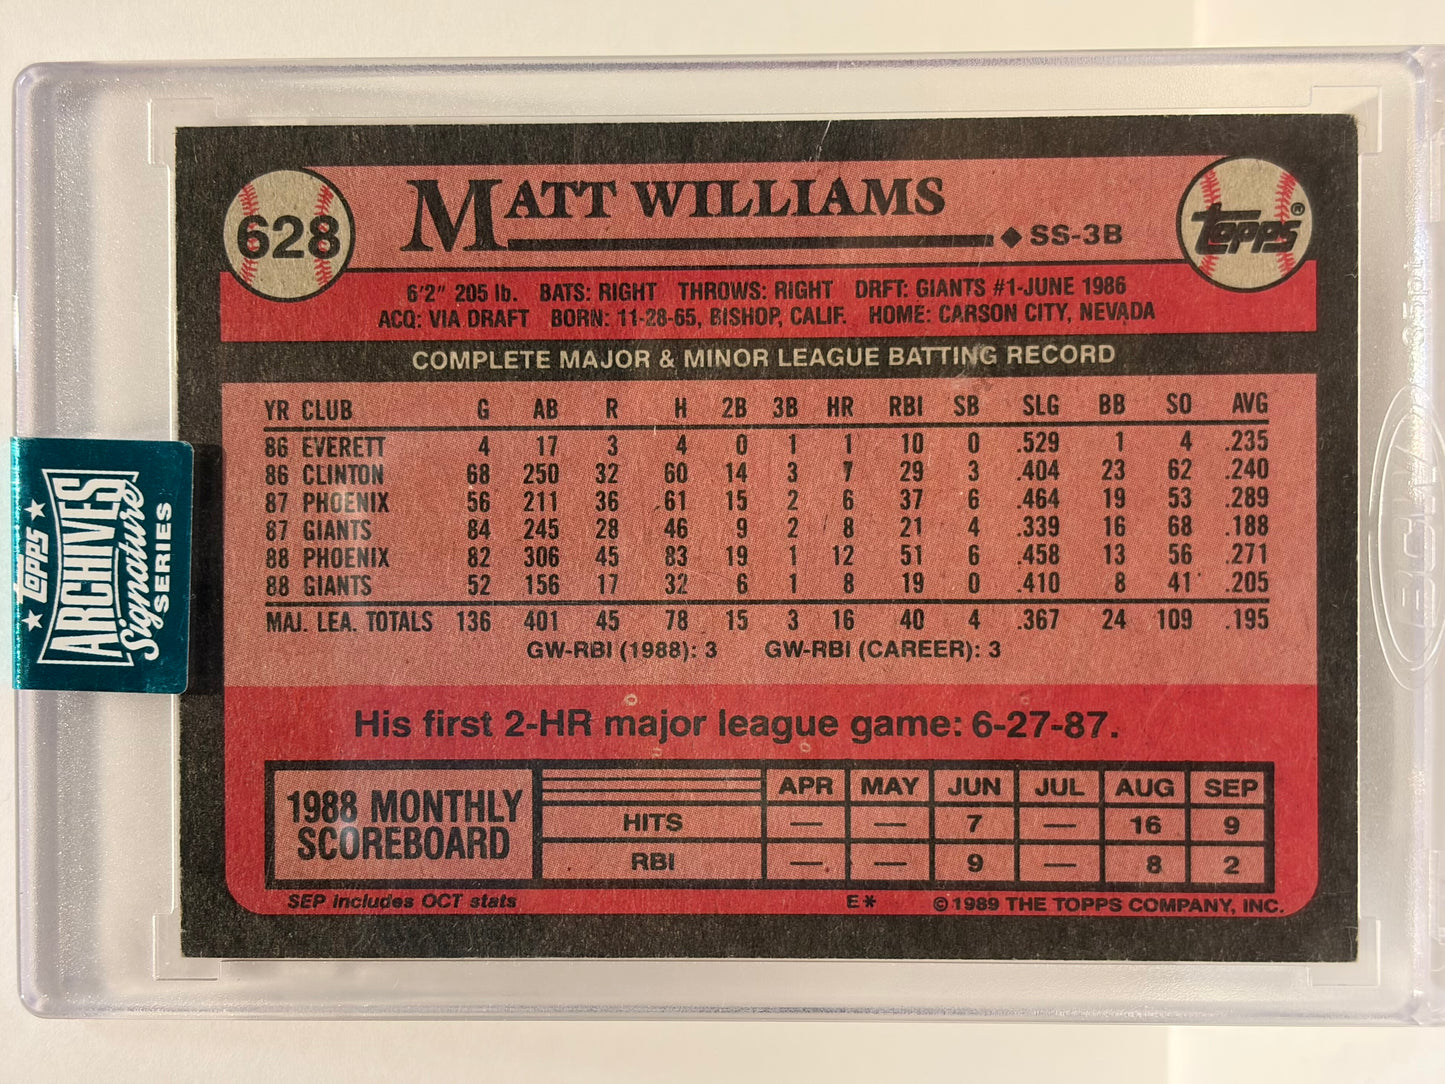 628
MATT WILLIAMS
◆ SS-3B
TOPPS®
6'2" 205 lb. BATS: RIGHT THROWS: RIGHT DRFT: GIANTS #1-JUNE 1986
ACQ: VIA DRAFT BORN: 11-28-65, BISHOP, CALIF. HOME: CARSON CITY, NEVADA
COMPLETE MAJOR & MINOR LEAGUE BATTING RECORD
YR CLUB G AB R H 2B 3B HR RBI SB SLG BB SO AVG
86 EVERETT 4 17 3 4 0 1 1 10 0 .529 1 4 .235
86 CLINTON 68 250 32 60 14 3 7 29 3 .404 23 62 .240
87 PHOENIX 56 211 36 61 15 2 6 37 6 .464 19 53 .289
87 GIANTS 84 245 28 46 9 2 8 21 4 .339 16 68 .188
88 PHOENIX 82 306 45 83 19 1 12 51 6 .458 13 56 .271
88 GIANTS 52 156 17 32 6 1 8 19 0 .410 8 41 .205
MAJ. LEA. TOTALS 136 401 45 78 15 3 16 40 4 .367 24 109 .195
GW-RBI (1988): 3 GW-RBI (CAREER): 3
His first 2-HR major league game: 6-27-87.
1988 MONTHLY
SCOREBOARD
APR MAY JUN JUL AUG SEP
HITS — — 7 — 16 9
RBI — — 9 — 8 2
SEP includes OCT stats
E* ©1989 THE TOPPS COMPANY, INC.
★ TOPPS ★
ARCHIVES
Signature
SERIES
35pt
BCW